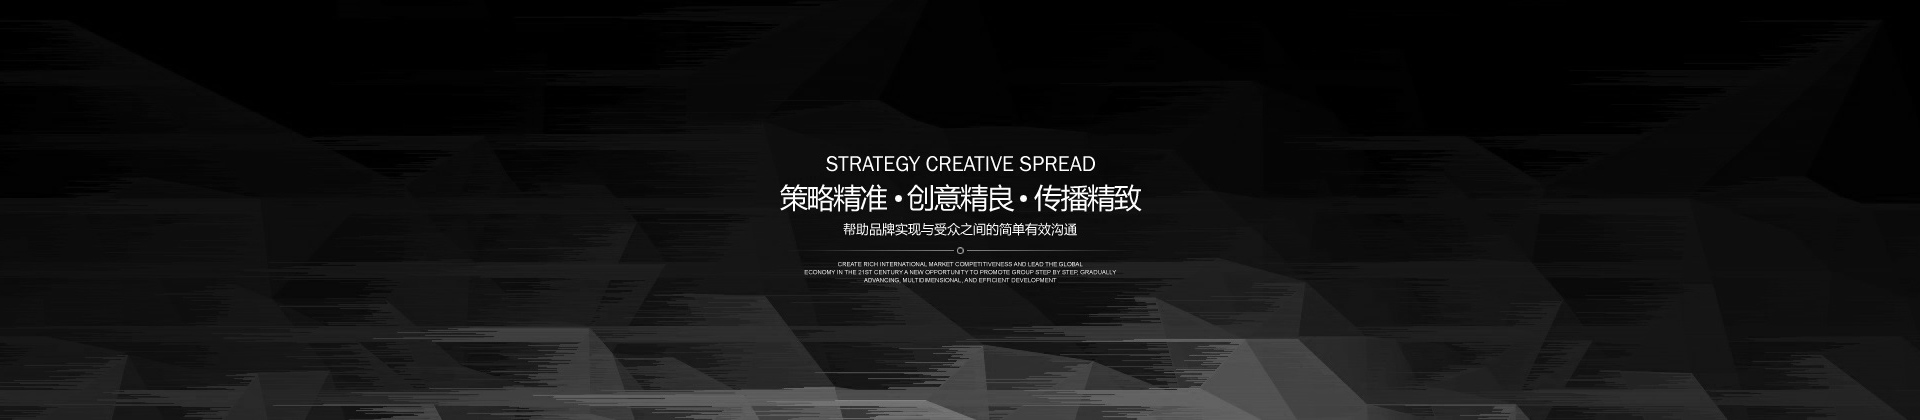 STRATEGY CREATIVE SPREAD
策略精准•创意精良•传播精致
帮助品牌实现与受众之间的简单有效沟通
CREATE RICH INTERNATIONAL MARKET COMPETITIVENESS AND LEAD THE GLOBAL
ECONOMY IN THE 21ST CENTURY A NEW OPPORTUNITY TO PROMOTE GROUP STEP BY STEP, GRADUALLY
ADVANCING, MULTIDIMENSIONAL, AND EFFICIENT DEVELOPMENT